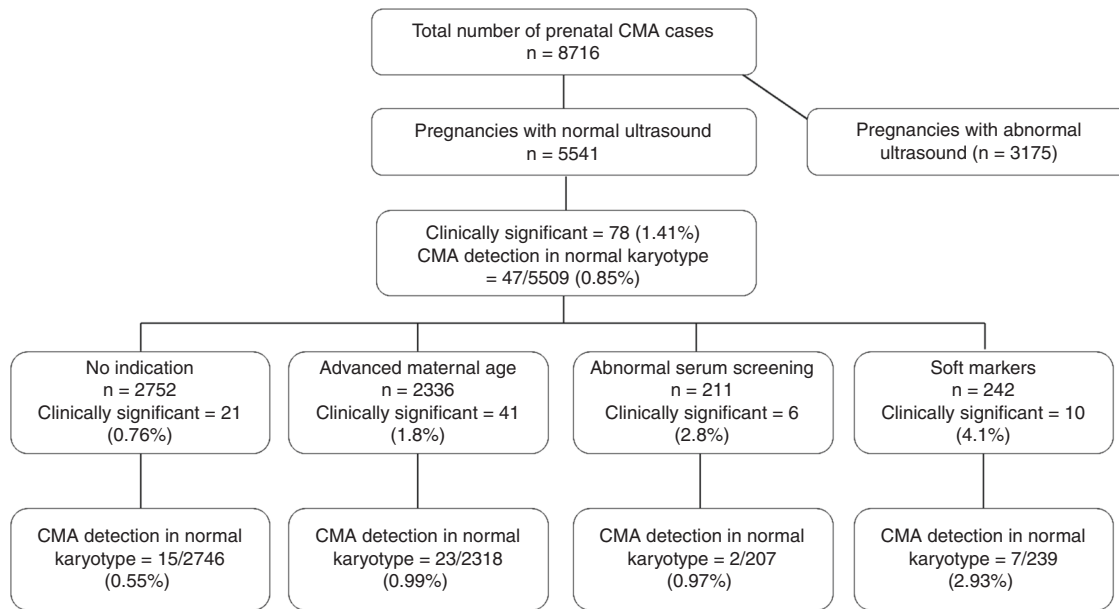 Total number of prenatal CMA cases
n = 8716
Pregnancies with normal ultrasound
n = 5541
Pregnancies with abnormal
ultrasound (n = 3175)
Clinically significant = 78 (1.41%)
CMA detection in normal karyotype
= 47/5509 (0.85%)
No indication
n = 2752
Clinically significant = 21
(0.76%)
Advanced maternal age
n = 2336
Clinically significant = 41
(1.8%)
Abnormal serum screening
n = 211
Clinically significant = 6
(2.8%)
Soft markers
n = 242
Clinically significant = 10
(4.1%)
CMA detection in normal
karyotype = 15/2746
(0.55%)
CMA detection in normal
karyotype = 23/2318
(0.99%)
CMA detection in normal
karyotype = 2/207
(0.97%)
CMA detection in normal
karyotype = 7/239
(2.93%)